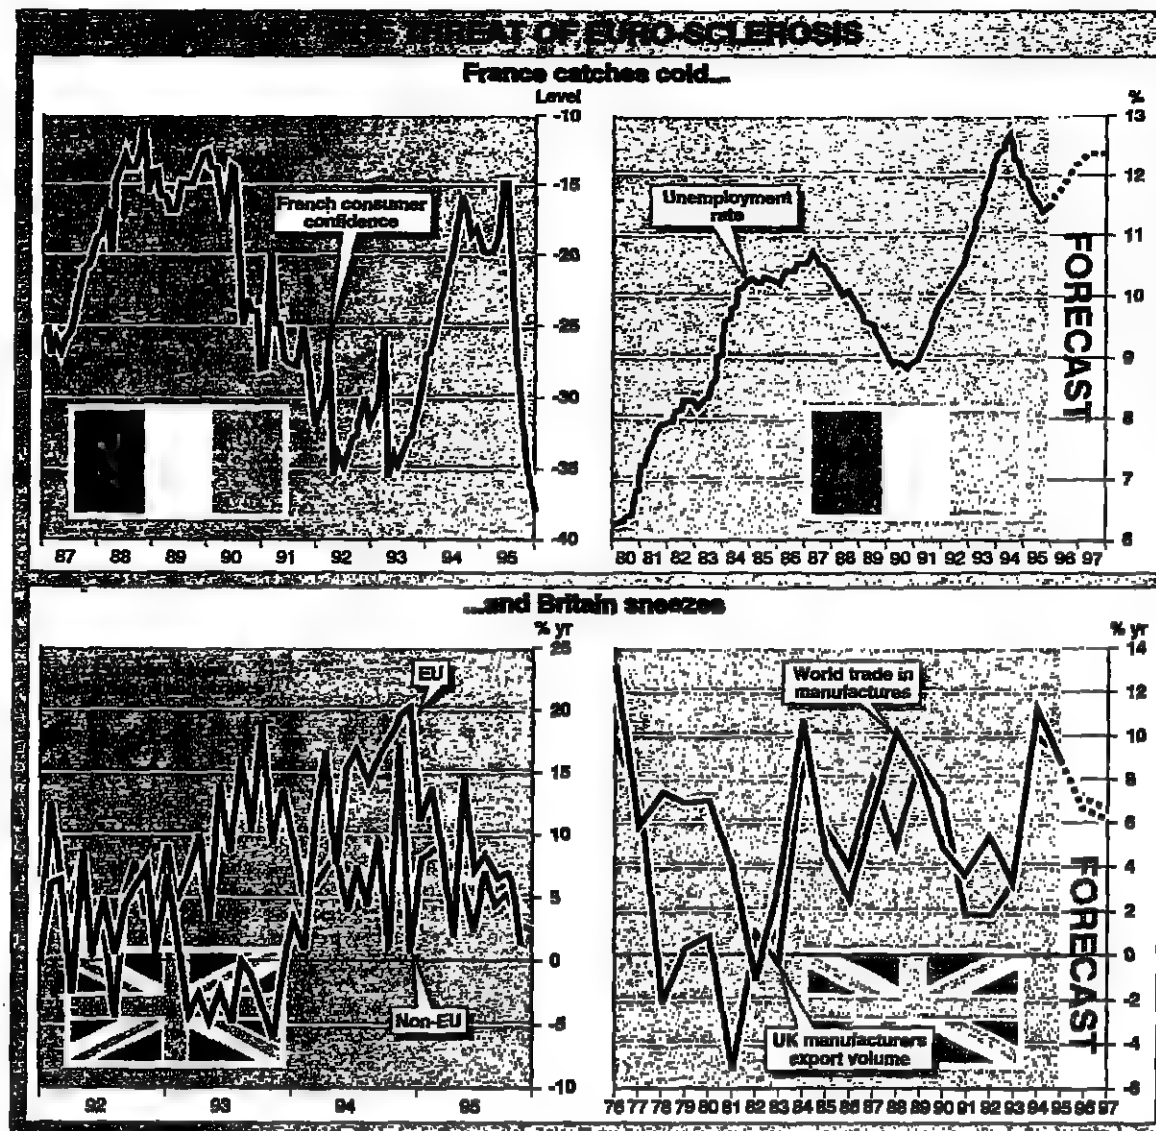 THREAT OF EURO-SCLEROSIS
France catches cold...
Level
-10
-15
-20
-25
-30
-35
-40
French consumer
confidence
87 88 89 90 91 92 93 94 95
%
13
12
11
10
9
8
7
6
Unemployment
rate
FORECAST
80 81 82 83 84 85 86 87 88 89 90 91 92 93 94 95 96 97
...and Britain sneezes
% yr
25
20
15
10
5
0
-5
-10
EU
Non-EU
92 93 94 95
% yr
14
12
10
8
6
4
2
0
-2
-4
-6
World trade in
manufactures
UK manufacturers
export volume
FORECAST
76 77 78 79 80 81 82 83 84 85 86 87 88 89 90 91 92 93 94 95 96 97